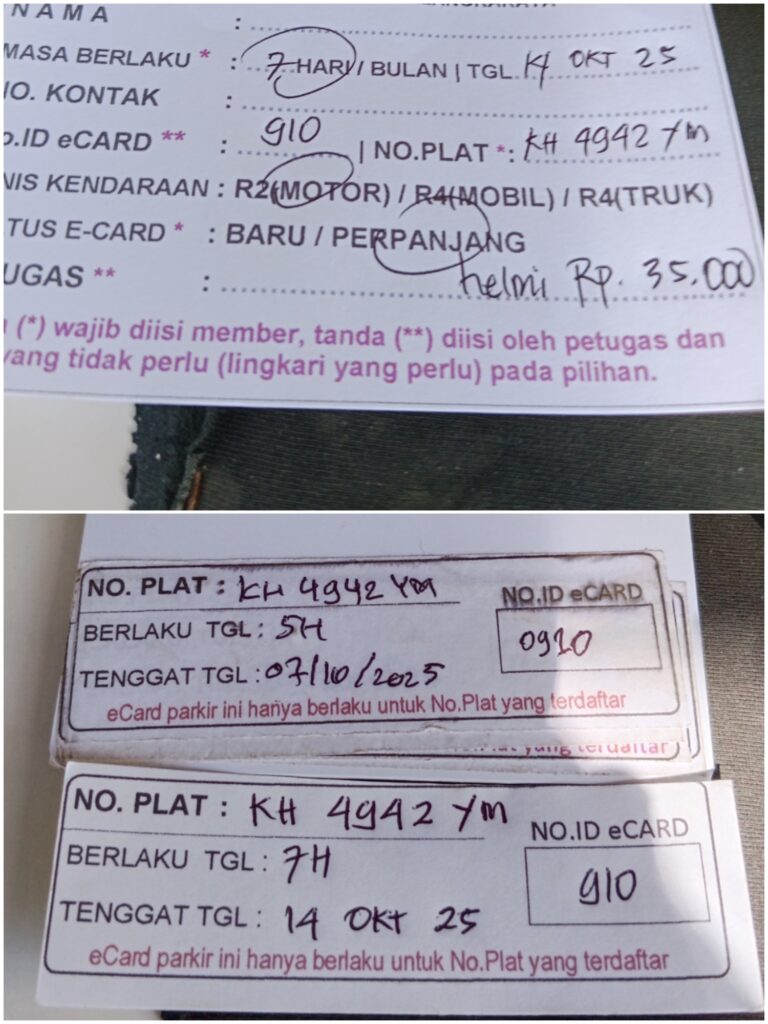 NAMA :
MASA BERLAKU * : 7 HARI / BULAN | TGL. 14 OKT 25
NO. KONTAK :
O.ID eCARD ** : 910 | NO.PLAT *: KH 4942 YM
NIS KENDARAAN : R2(MOTOR) / R4(MOBIL) / R4(TRUK)
TUS E-CARD * : BARU / PERPANJANG
UGAS ** : helmi Rp. 35.000
(*) wajib diisi member, tanda (**) diisi oleh petugas dan
yang tidak perlu (lingkari yang perlu) pada pilihan.
NO. PLAT : KH 4942 YM
NO.ID eCARD
BERLAKU TGL : 5H
0910
TENGGAT TGL : 07/10/2025
eCard parkir ini hanya berlaku untuk No.Plat yang terdaftar
yang terdaftar
NO. PLAT : KH 4942 YM
NO.ID eCARD
BERLAKU TGL : 7H
910
TENGGAT TGL : 14 OKT 25
eCard parkir ini hanya berlaku untuk No.Plat yang terdaftar